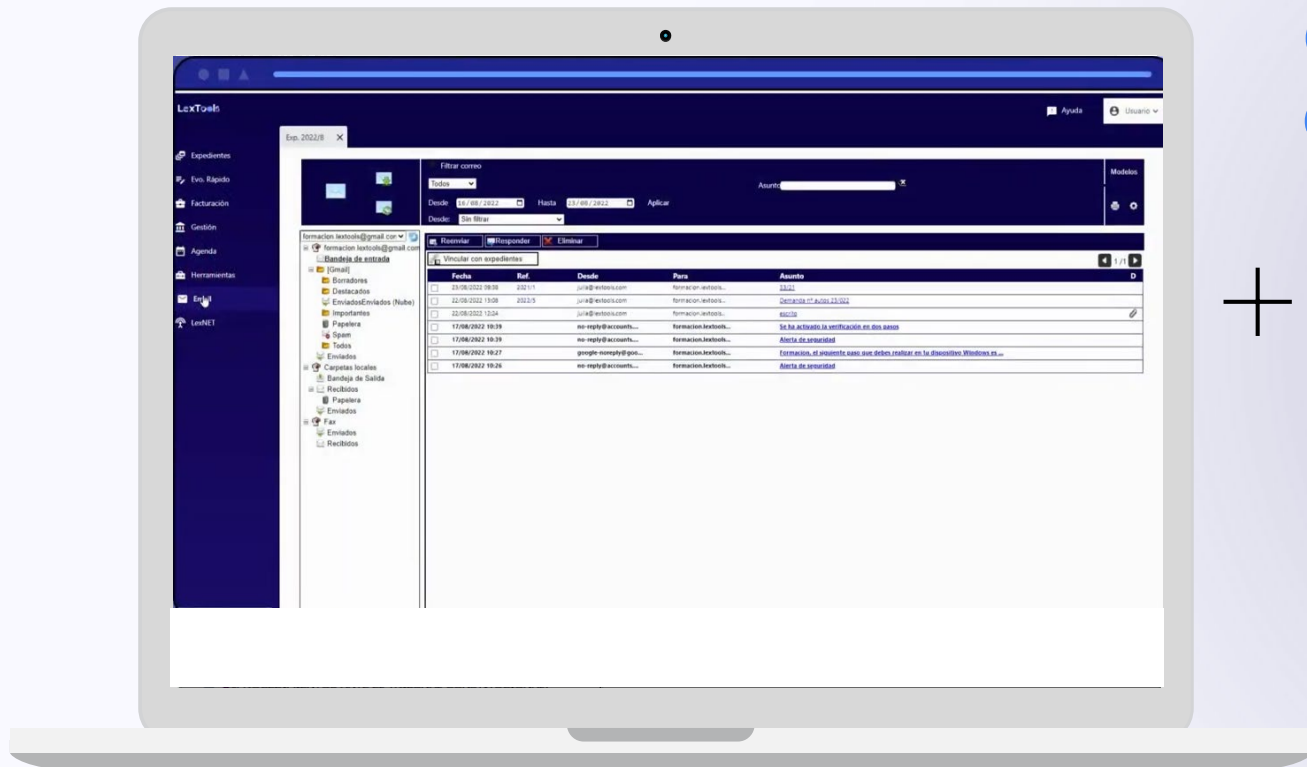 LexTools
Ayuda
Usuario
Exp. 2022/8 X
Expedientes
Evo. Rápido
Facturación
Gestión
Agenda
Herramientas
Email
LexNET
Filtrar correo
Todos
Asunto
Desde 16/08/2022 Hasta 23/08/2022 Aplicar
Desde: Sin filtrar
Modelos
formacion.lextools@gmail.con
formacion.lextools@gmail.com
Bandeja de entrada
[Gmail]
Borradores
Destacados
EnviadosEnviados (Nube)
Importantes
Papelera
Spam
Todos
Enviados
Carpetas locales
Bandeja de Salida
Recibidos
Papelera
Enviados
Fax
Enviados
Recibidos
Reenviar Responder Eliminar
Vincular con expedientes
1/1
Fecha Ref. Desde Para Asunto D
23/08/2022 09:08 2021/1 julia@lextools.com formacion.lextools... 23/21
22/08/2022 13:08 2022/5 julia@lextools.com formacion.lextools... Demanda nº autos 23/022
22/08/2022 12:04 julia@lextools.com formacion.lextools... escrito
17/08/2022 10:39 no-reply@accounts.... formacion.lextools... Se ha activado la verificación en dos pasos
17/08/2022 10:39 no-reply@accounts.... formacion.lextools... Alerta de seguridad
17/08/2022 10:27 google-noreply@goo... formacion.lextools... Formacion, el siguiente paso que debes realizar en tu dispositivo Windows es ...
17/08/2022 10:26 no-reply@accounts.... formacion.lextools... Alerta de seguridad